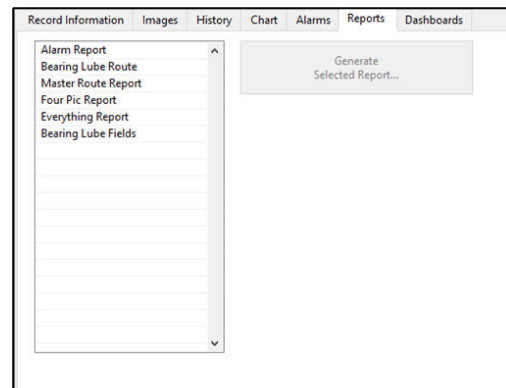 Record Information Images History Chart Alarms Reports Dashboards
Alarm Report
Bearing Lube Route
Master Route Report
Four Pic Report
Everything Report
Bearing Lube Fields
Generate
Selected Report...